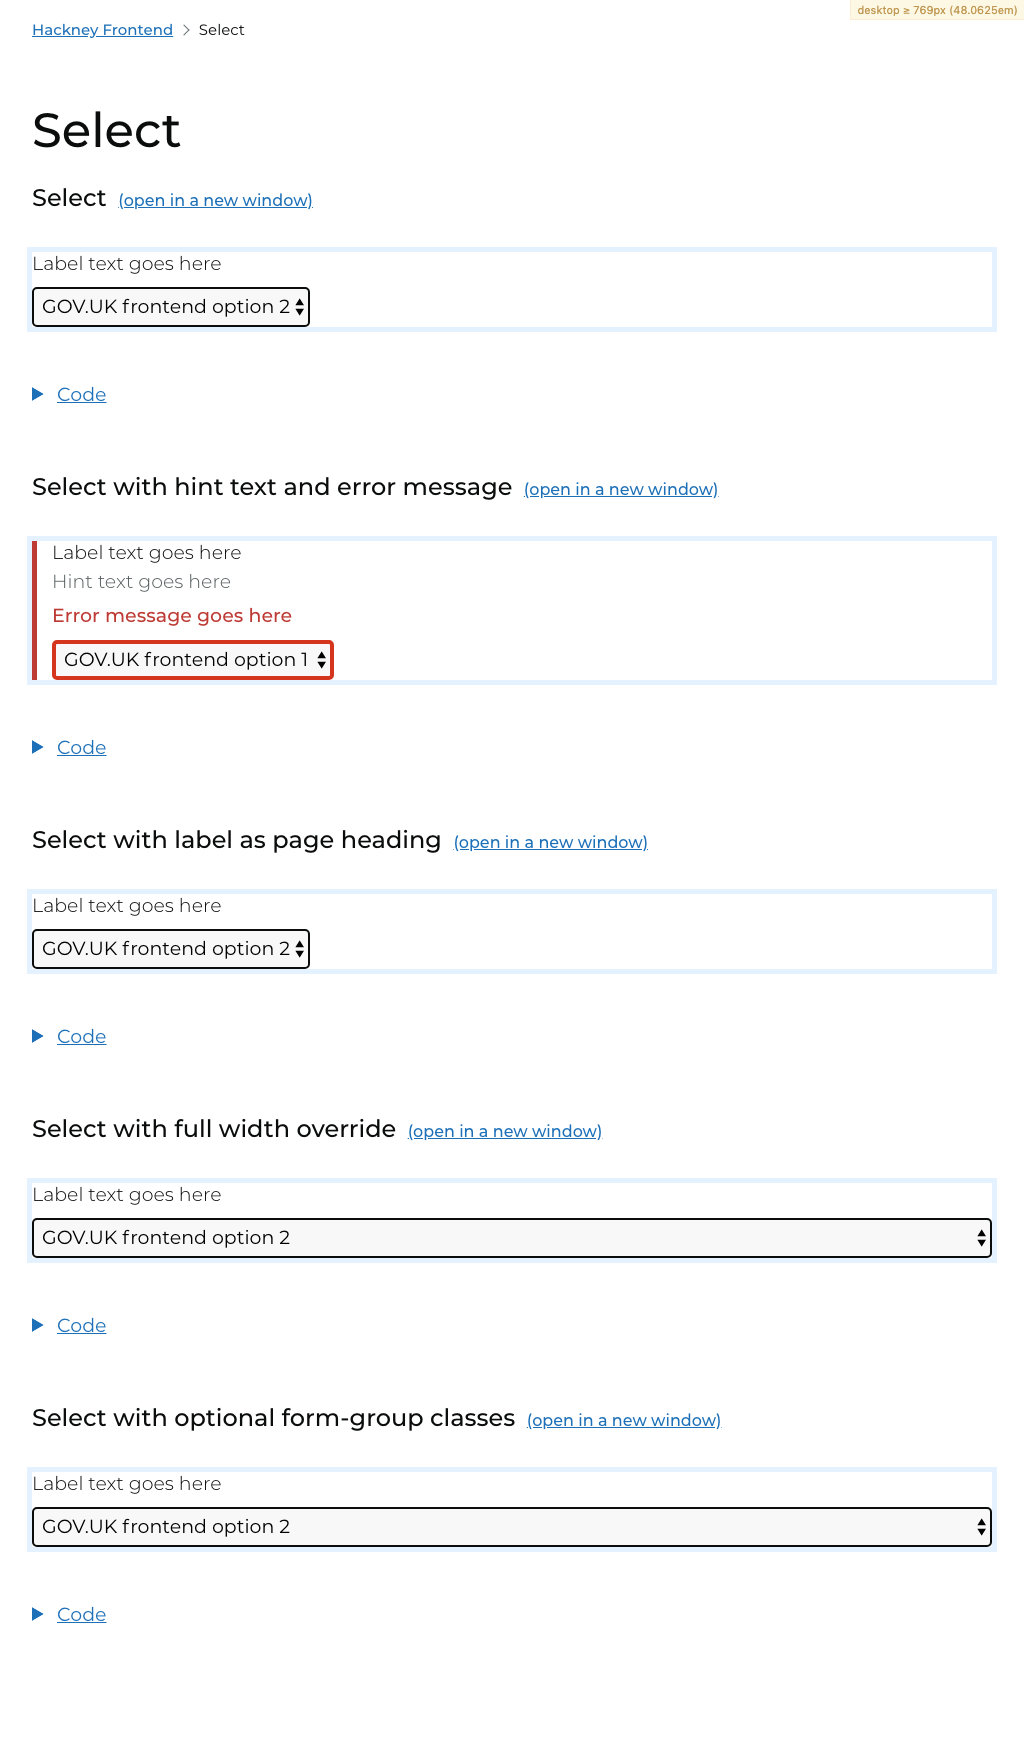 desktop ≥ 769px (48.0625em)
Hackney Frontend > Select
Select
Select (open in a new window)
Label text goes here
GOV.UK frontend option 2
Code
Select with hint text and error message (open in a new window)
Label text goes here
Hint text goes here
Error message goes here
GOV.UK frontend option 1
Code
Select with label as page heading (open in a new window)
Label text goes here
GOV.UK frontend option 2
Code
Select with full width override (open in a new window)
Label text goes here
GOV.UK frontend option 2
Code
Select with optional form-group classes (open in a new window)
Label text goes here
GOV.UK frontend option 2
Code